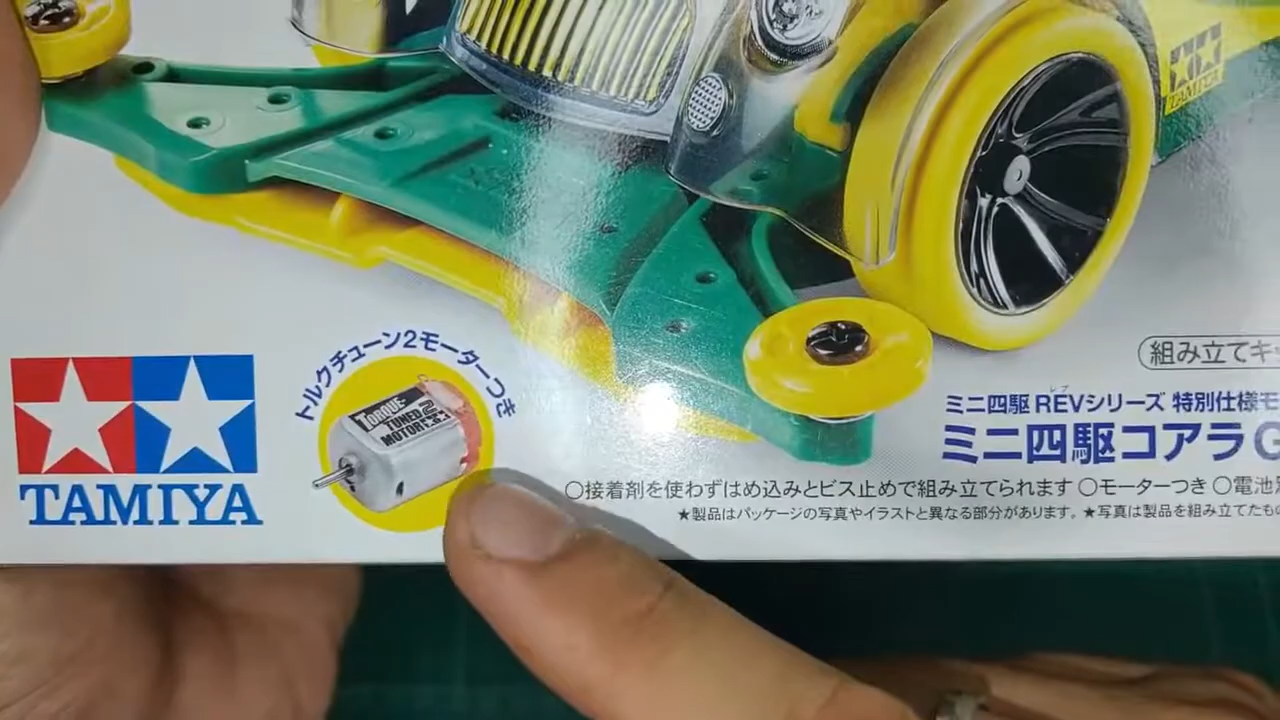 TAMIYA
トルクチューン2モーターつき
TORQUE-
TUNED 2
MOTOR
TAMIYA
組み立てキ
レブ
ミニ四駆 REVシリーズ 特別仕様モ
ミニ四駆コアラG
○接着剤を使わずはめ込みとビス止めで組み立てられます ○モーターつき ○電池別
★製品はパッケージの写真やイラストと異なる部分があります。★写真は製品を組み立てたもの